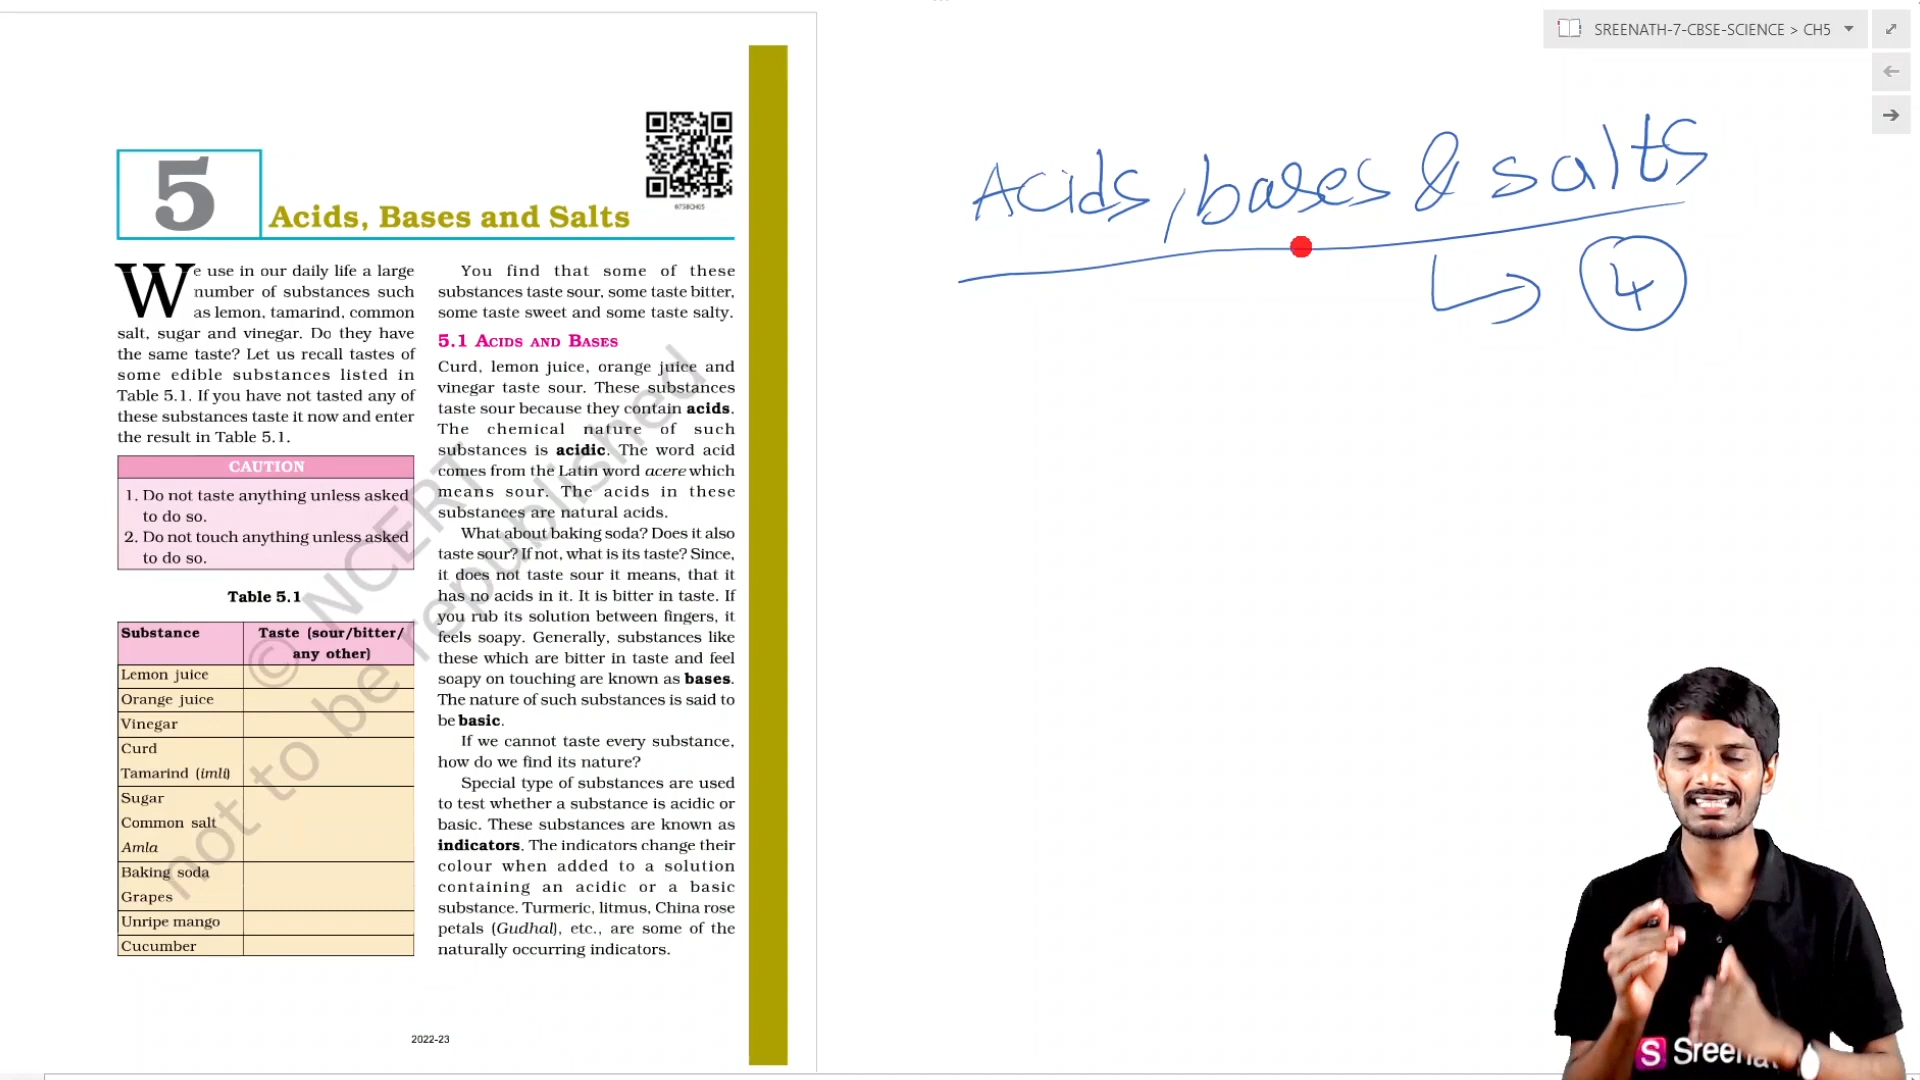 SREENATH-7-CBSE-SCIENCE > CH5
5
Acids, Bases and Salts
We use in our daily life a large
number of substances such
as lemon, tamarind, common
salt, sugar and vinegar. Do they have
the same taste? Let us recall tastes of
some edible substances listed in
Table 5.1. If you have not tasted any of
these substances taste it now and enter
the result in Table 5.1.
CAUTION
1. Do not taste anything unless asked
to do so.
2. Do not touch anything unless asked
to do so.
Table 5.1
Substance Taste (sour/bitter/
any other)
Lemon juice
Orange juice
Vinegar
Curd
Tamarind (imli)
Sugar
Common salt
Amla
Baking soda
Grapes
Unripe mango
Cucumber
You find that some of these
substances taste sour, some taste bitter,
some taste sweet and some taste salty.
5.1 ACIDS AND BASES
Curd, lemon juice, orange juice and
vinegar taste sour. These substances
taste sour because they contain acids.
The chemical nature of such
substances is acidic. The word acid
comes from the Latin word acere which
means sour. The acids in these
substances are natural acids.
What about baking soda? Does it also
taste sour? If not, what is its taste? Since,
it does not taste sour it means, that it
has no acids in it. It is bitter in taste. If
you rub its solution between fingers, it
feels soapy. Generally, substances like
these which are bitter in taste and feel
soapy on touching are known as bases.
The nature of such substances is said to
be basic.
If we cannot taste every substance,
how do we find its nature?
Special type of substances are used
to test whether a substance is acidic or
basic. These substances are known as
indicators. The indicators change their
colour when added to a solution
containing an acidic or a basic
substance. Turmeric, litmus, China rose
petals (Gudhal), etc., are some of the
naturally occurring indicators.
© NCERT
not to be republished
2022-23
Acids, bases & salts
4
S